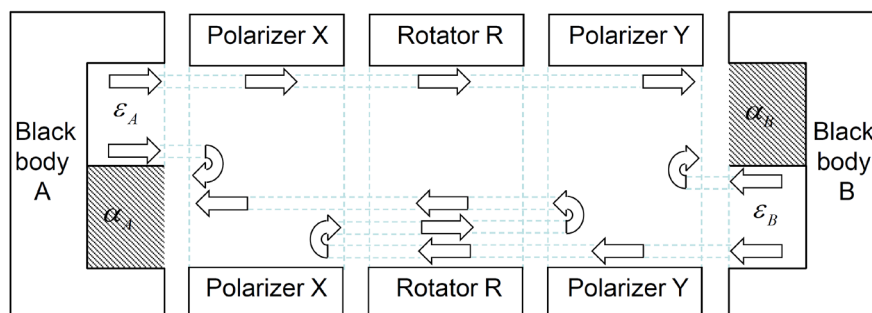 Polarizer X
Rotator R
Polarizer Y
Black
body
A
ε_A
α_A
α_B
ε_B
Black
body
B
Polarizer X
Rotator R
Polarizer Y